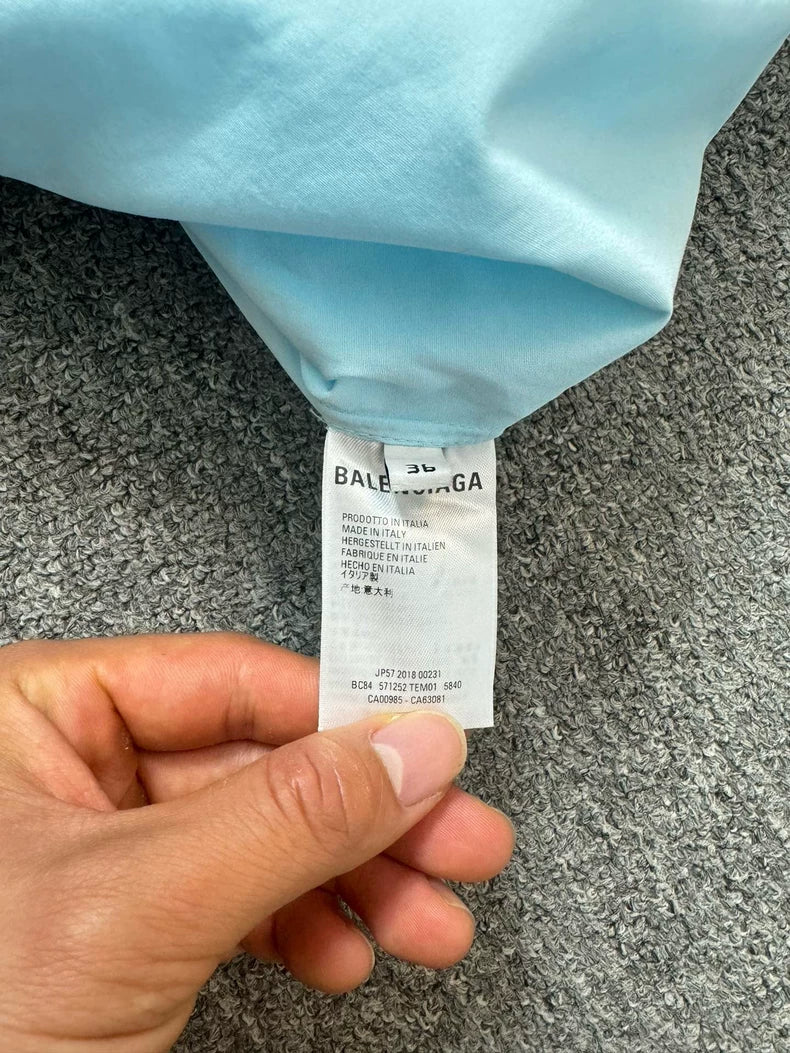 36
BALENCIAGA
PRODOTTO IN ITALIA
MADE IN ITALY
HERGESTELLT IN ITALIEN
FABRIQUE EN ITALIE
HECHO EN ITALIA
イタリア製
产地:意大利
JP57 2018 00231
BC84 571252 TEM01 5840
CA00985 - CA63081